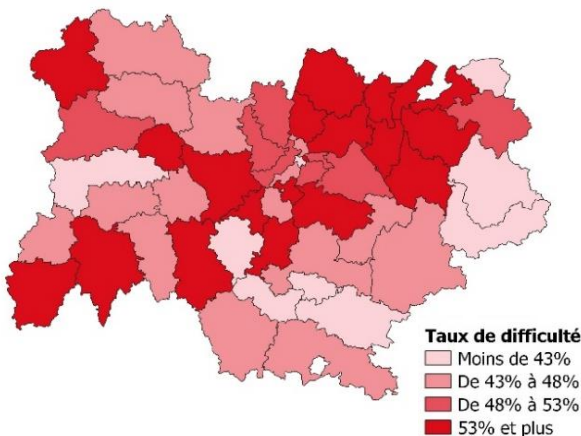 Taux de difficulté
Moins de 43%
De 43% à 48%
De 48% à 53%
53% et plus